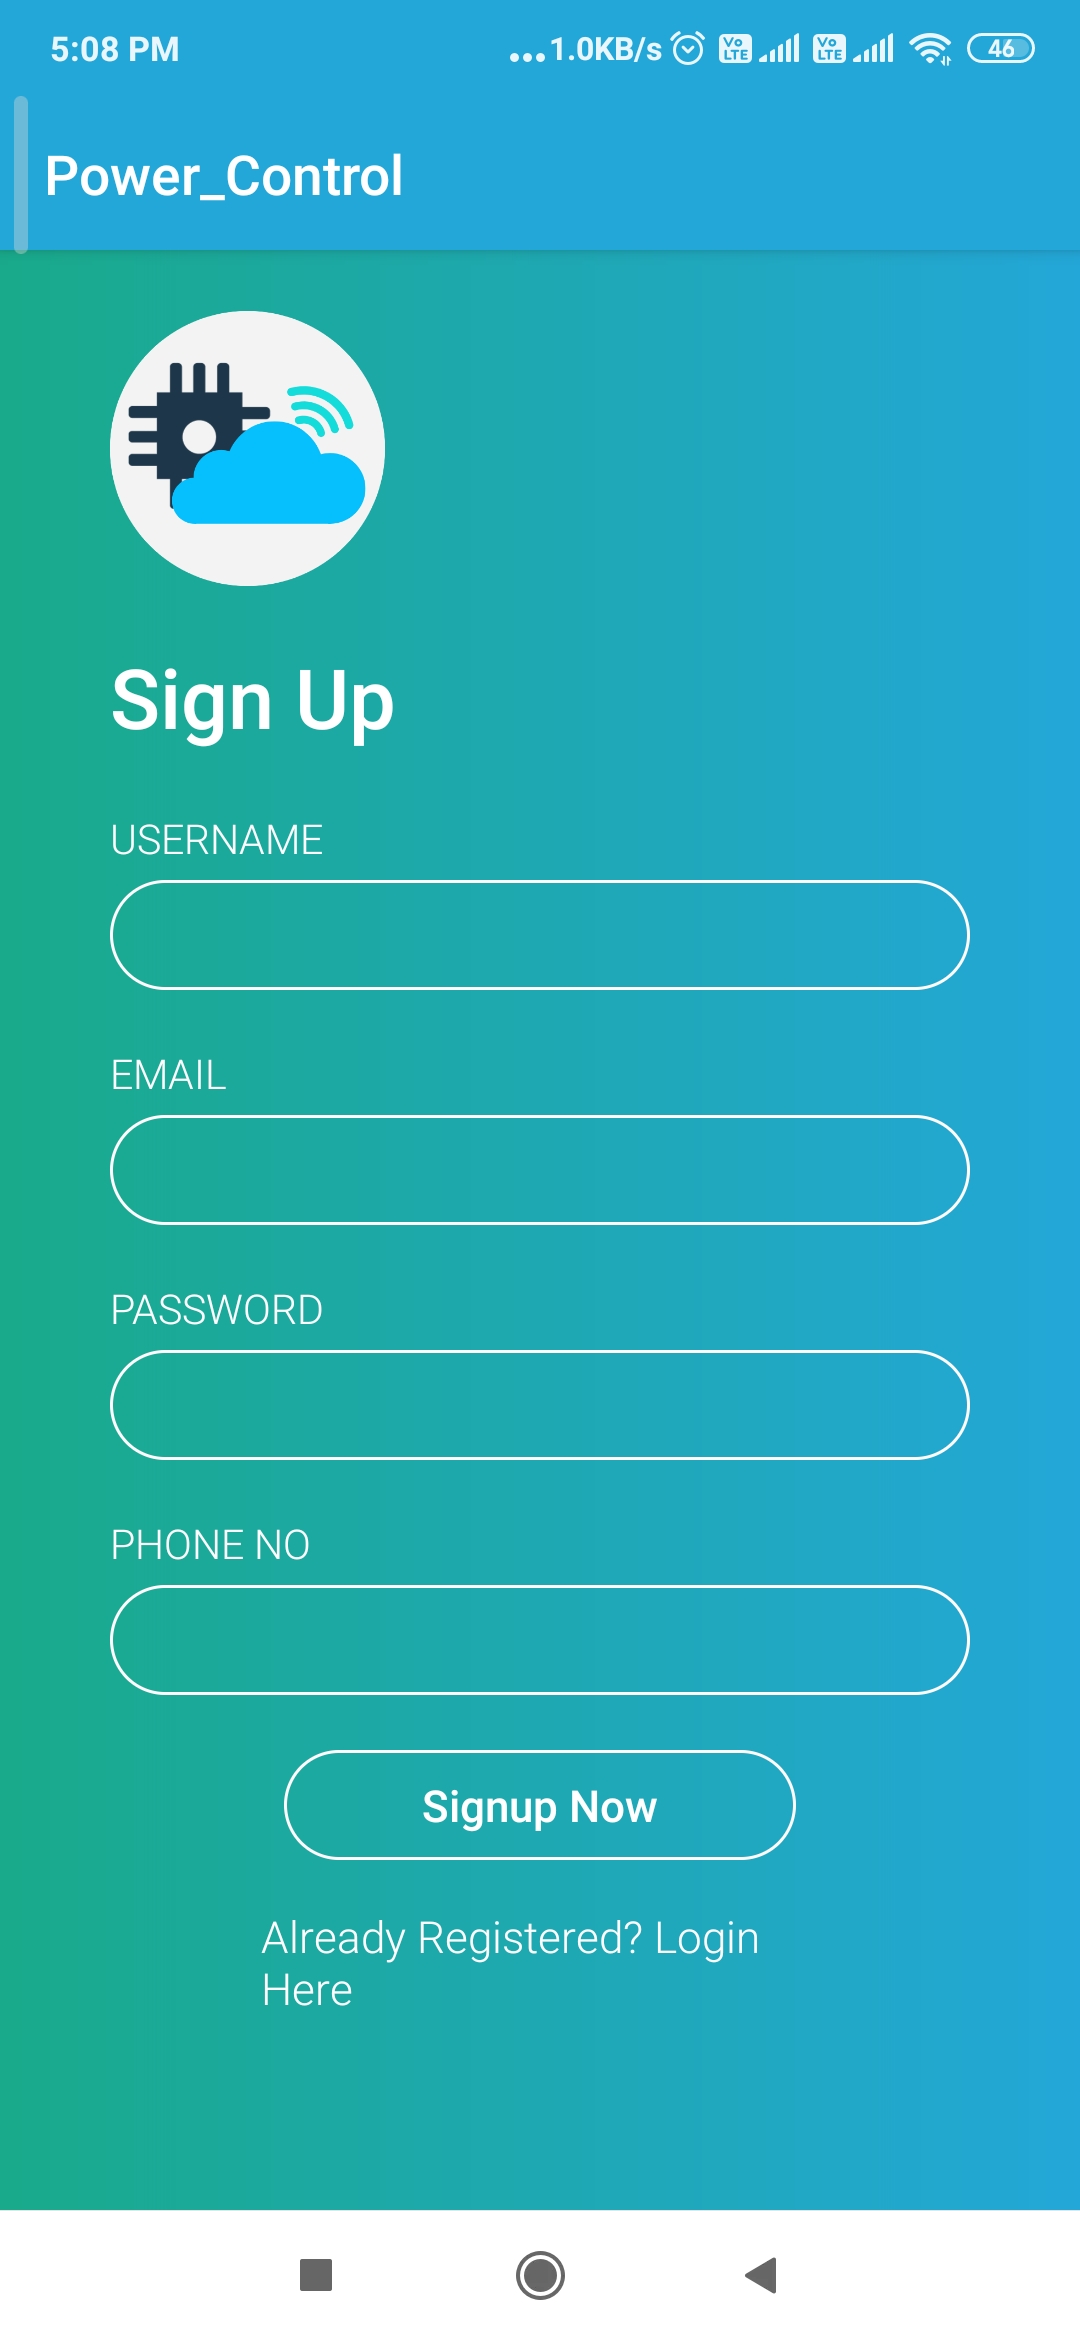 5:08 PM
...1.0KB/s
Vo LTE
Vo LTE
46
Power_Control
Sign Up
USERNAME
EMAIL
PASSWORD
PHONE NO
Signup Now
Already Registered? Login
Here